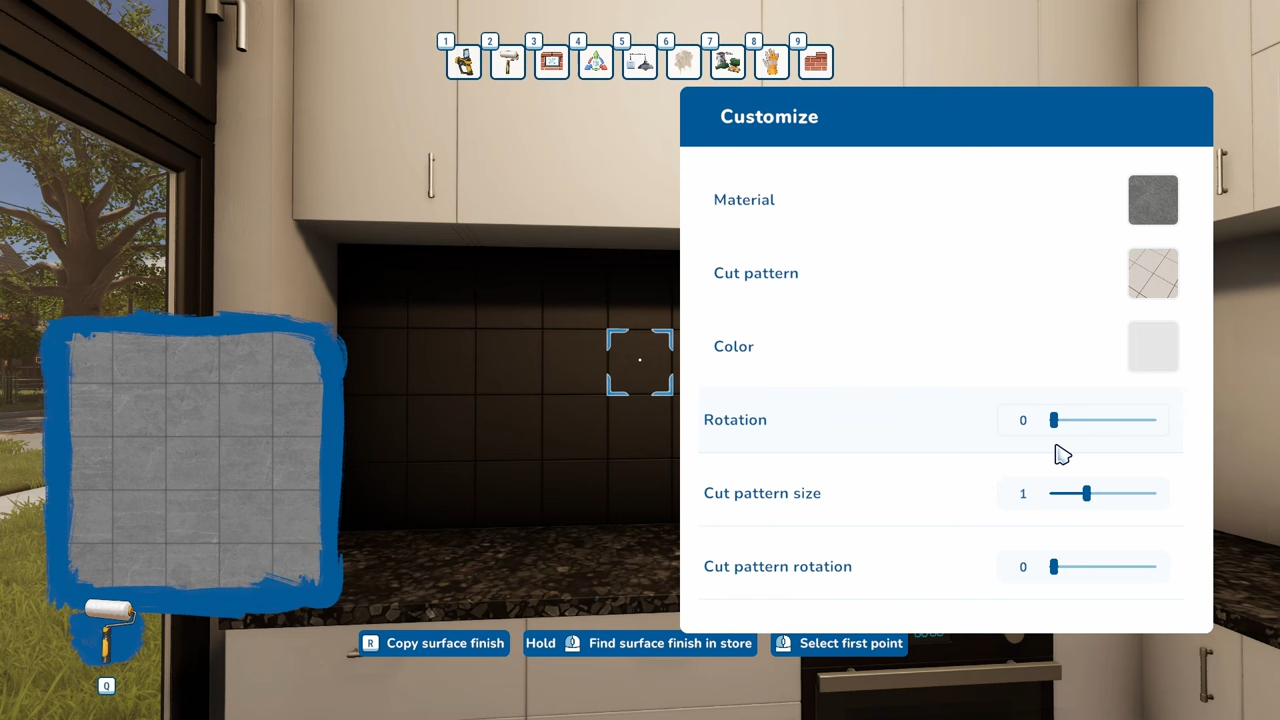 1 2 3 4 5 6 7 8 9
Customize
Material
Cut pattern
Color
Rotation 0
Cut pattern size 1
Cut pattern rotation 0
R Copy surface finish Hold Find surface finish in store Select first point
Q